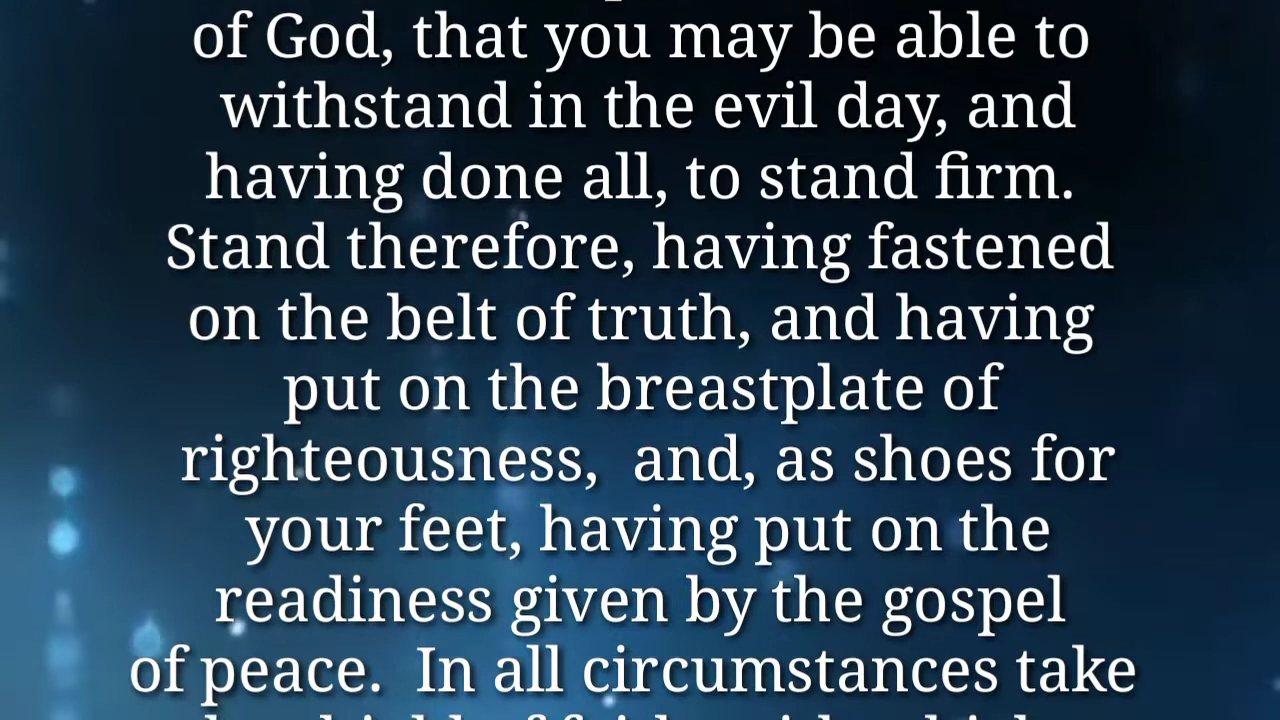 of God, that you may be able to
withstand in the evil day, and
having done all, to stand firm.
Stand therefore, having fastened
on the belt of truth, and having
put on the breastplate of
righteousness,  and, as shoes for
your feet, having put on the
readiness given by the gospel
of peace.  In all circumstances take